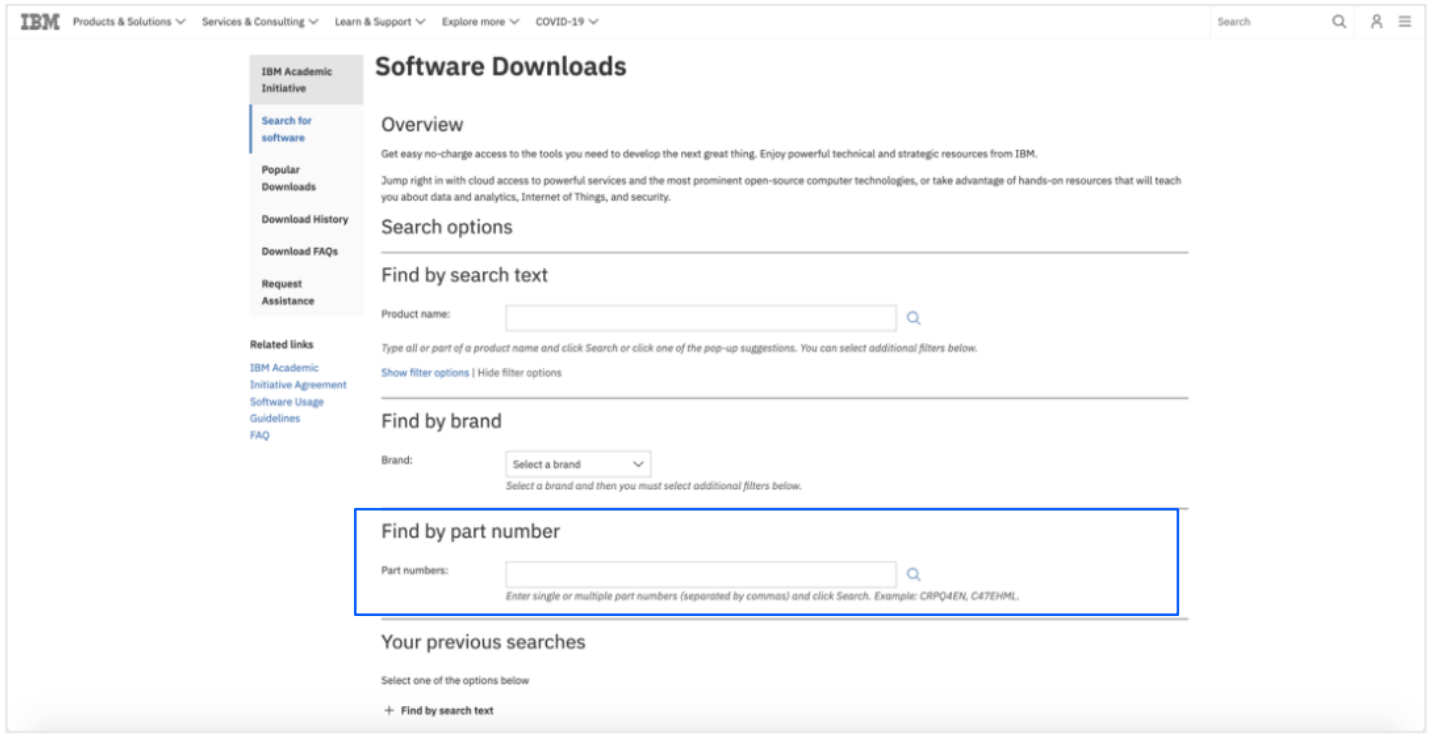 IBM Products & Solutions Services & Consulting Learn & Support Explore more COVID-19 Search
IBM Academic
Initiative
Search for
software
Popular
Downloads
Download History
Download FAQs
Request
Assistance
Related links
IBM Academic
Initiative Agreement
Software Usage
Guidelines
FAQ
Software Downloads
Overview
Get easy no-charge access to the tools you need to develop the next great thing. Enjoy powerful technical and strategic resources from IBM.
Jump right in with cloud access to powerful services and the most prominent open-source computer technologies, or take advantage of hands-on resources that will teach
you about data and analytics, Internet of Things, and security.
Search options
Find by search text
Product name:
Type all or part of a product name and click Search or click one of the pop-up suggestions. You can select additional filters below.
Show filter options | Hide filter options
Find by brand
Brand: Select a brand
Select a brand and then you must select additional filters below.
Find by part number
Part numbers:
Enter single or multiple part numbers (separated by commas) and click Search. Example: CRPQ4EN, C47EHML.
Your previous searches
Select one of the options below
+ Find by search text